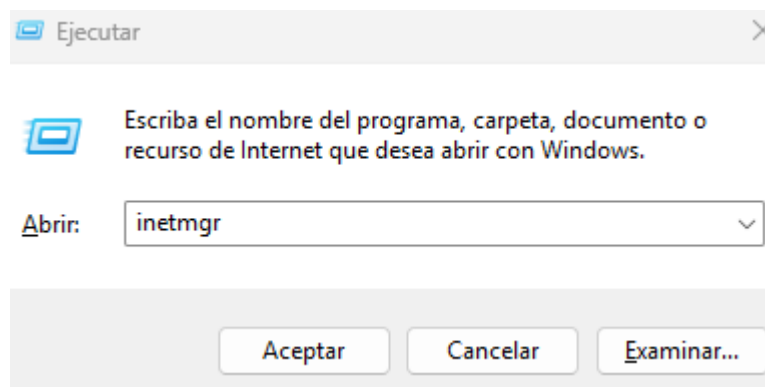 Ejecutar
Escriba el nombre del programa, carpeta, documento o
recurso de Internet que desea abrir con Windows.
Abrir: inetmgr
Aceptar Cancelar Examinar...